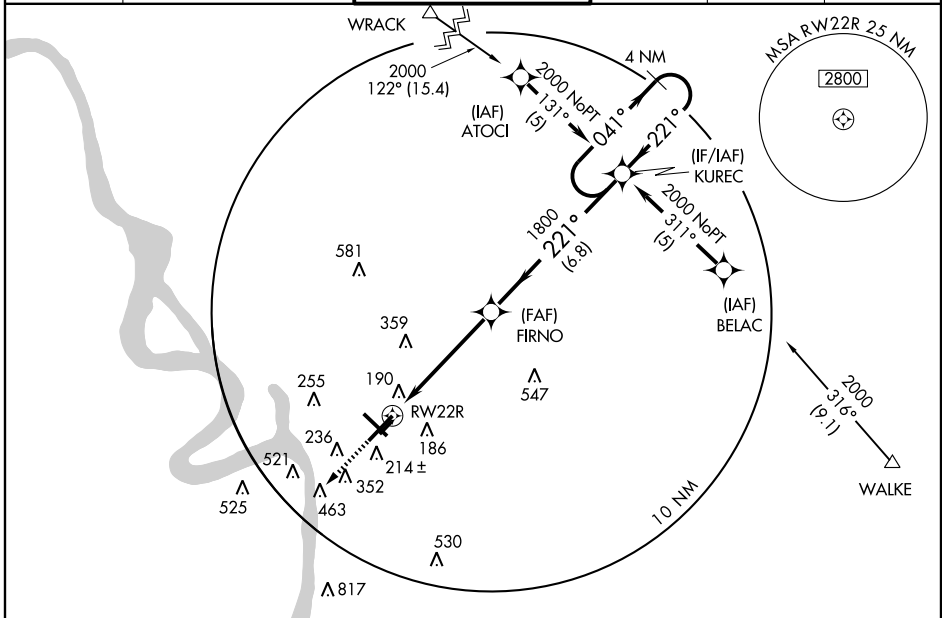 WRACK
2000
122° (15.4)
(IAF)
ATOCI
2000 NoPT
131°
(5)
4 NM
041°
221°
(IF/IAF)
KUREC
MSA RW22R 25 NM
2800
2000 NoPT
311°
(5)
(IAF)
BELAC
1800
221°
(6.8)
(FAF)
FIRNO
581
359
547
2000
316°
(9.1)
WALKE
255
190
RW22R
236
186
214 ±
521
352
525
463
10 NM
530
817